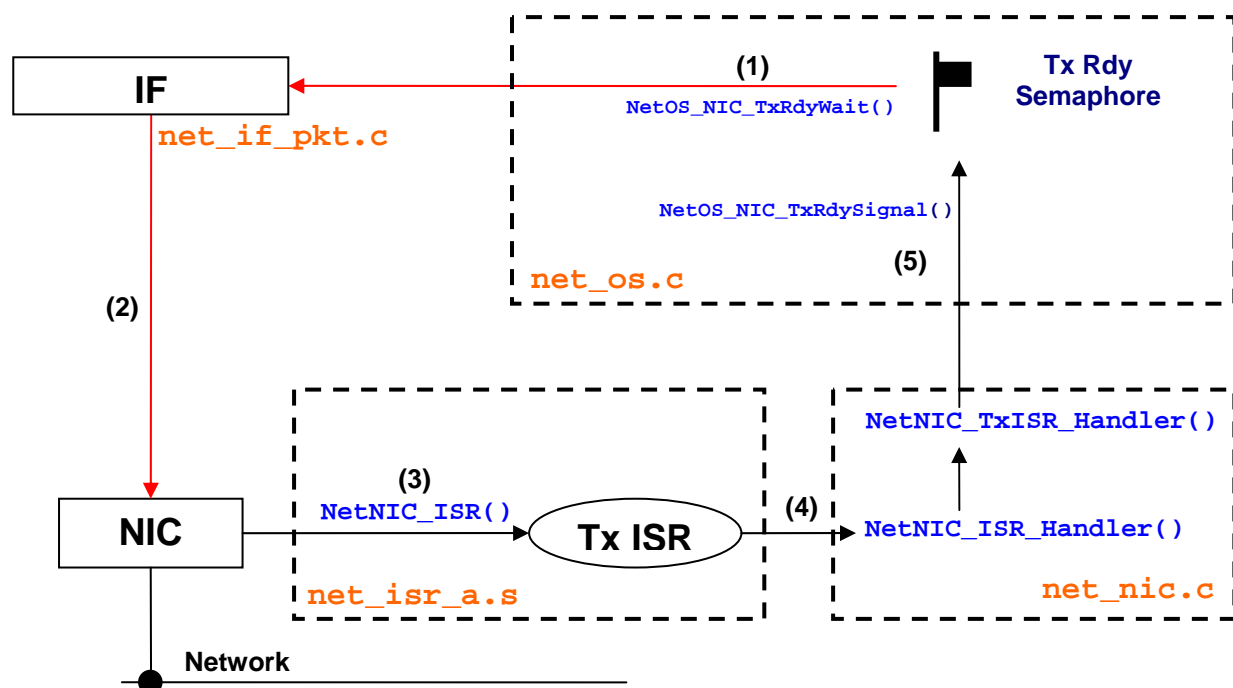 (1)
Tx Rdy
Semaphore
IF
NetOS_NIC_TxRdyWait()
net_if_pkt.c
NetOS_NIC_TxRdySignal()
(5)
net_os.c
(2)
NetNIC_TxISR_Handler()
(3)
NetNIC_ISR()
(4)
NIC
Tx ISR
NetNIC_ISR_Handler()
net_isr_a.s
net_nic.c
Network